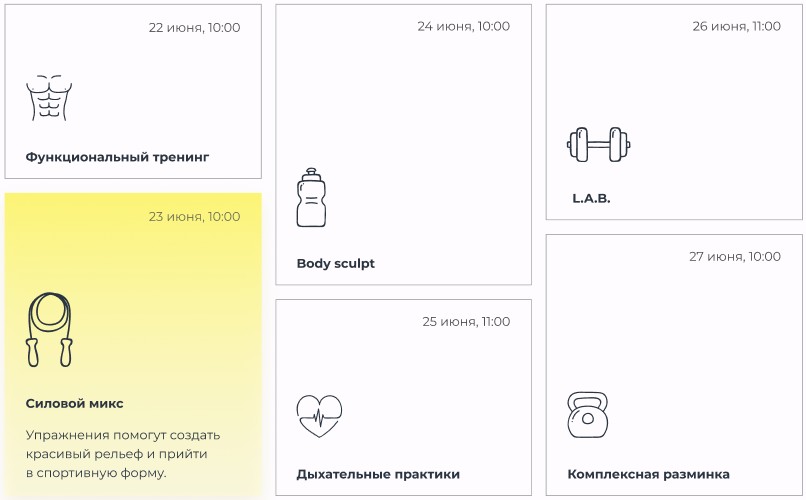 22 июня, 10:00
Функциональный тренинг
23 июня, 10:00
Силовой микс
Упражнения помогут создать
красивый рельеф и прийти
в спортивную форму.
24 июня, 10:00
Body sculpt
25 июня, 11:00
Дыхательные практики
26 июня, 11:00
L.A.B.
27 июня, 10:00
Комплексная разминка